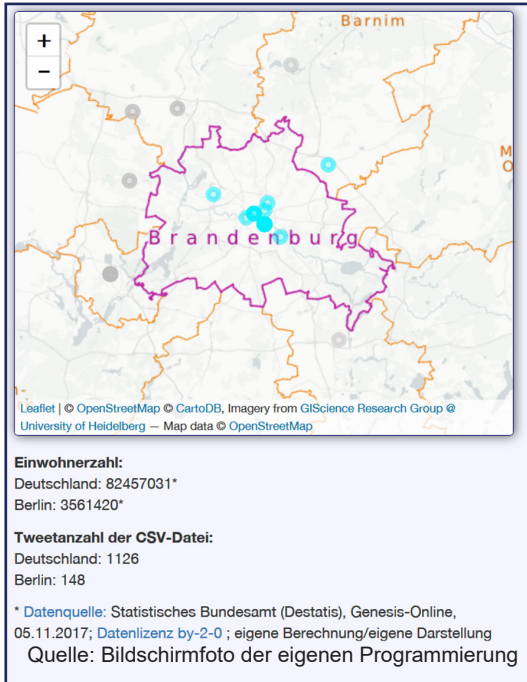 Barnim
+
−
M
O
Brandenburg
Leaflet | © OpenStreetMap © CartoDB, Imagery from GIScience Research Group @
University of Heidelberg — Map data © OpenStreetMap
Einwohnerzahl:
Deutschland: 82457031*
Berlin: 3561420*
Tweetanzahl der CSV-Datei:
Deutschland: 1126
Berlin: 148
* Datenquelle: Statistisches Bundesamt (Destatis), Genesis-Online,
05.11.2017; Datenlizenz by-2-0 ; eigene Berechnung/eigene Darstellung
Quelle: Bildschirmfoto der eigenen Programmierung